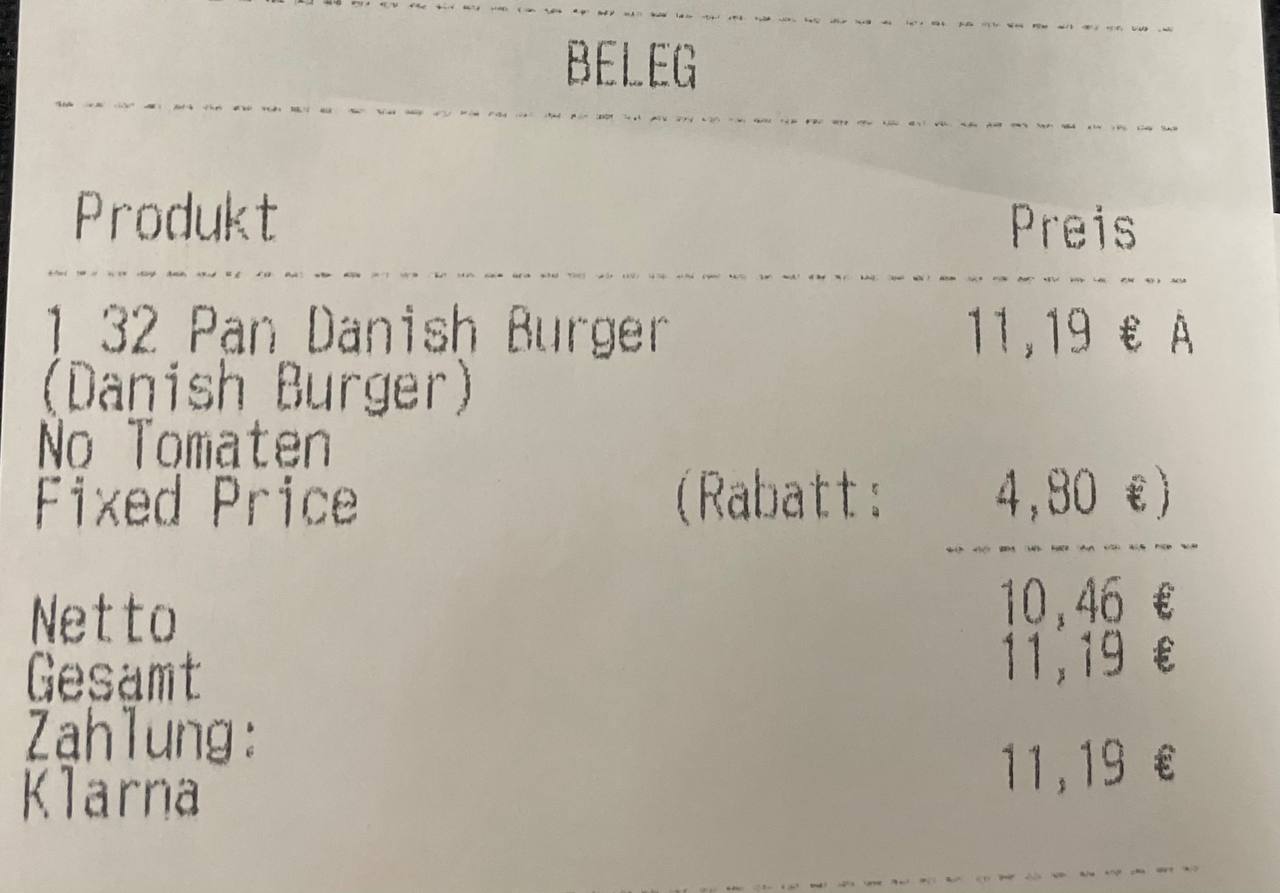 BELEG
Produkt Preis
1 32 Pan Danish Burger 11,19 € A
(Danish Burger)
No Tomaten
Fixed Price (Rabatt: 4,80 €)
Netto 10,46 €
Gesamt 11,19 €
Zahlung:
Klarna 11,19 €